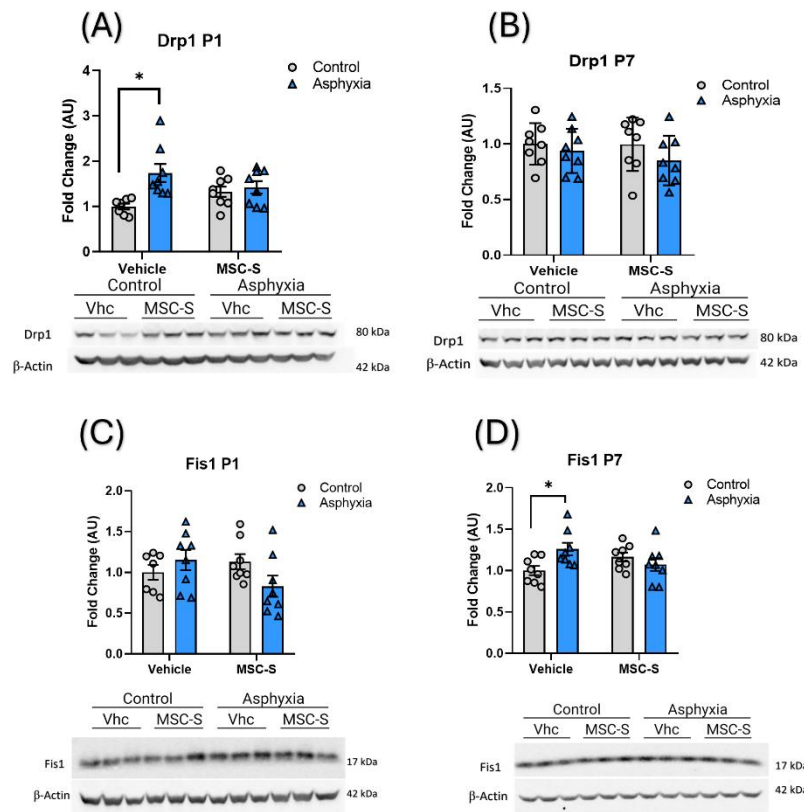 (A)
Drp1 P1
Control
Asphyxia
*
Fold Change (AU)
4
3
2
1
0
Vehicle MSC-S
Control Asphyxia
Vhc MSC-S Vhc MSC-S
Drp1 80 kDa
β-Actin 42 kDa
(B)
Drp1 P7
Control
Asphyxia
Fold Change (AU)
1.5
1.0
0.5
0.0
Vehicle MSC-S
Control Asphyxia
Vhc MSC-S Vhc MSC-S
Drp1 80 kDa
β-Actin 42 kDa
(C)
Fis1 P1
Control
Asphyxia
Fold Change (AU)
2.0
1.5
1.0
0.5
0.0
Vehicle MSC-S
Control Asphyxia
Vhc MSC-S Vhc MSC-S
Fis1 17 kDa
β-Actin 42 kDa
(D)
Fis1 P7
Control
Asphyxia
*
Fold Change (AU)
2.0
1.5
1.0
0.5
0.0
Vehicle MSC-S
Control Asphyxia
Vhc MSC-S Vhc MSC-S
Fis1 17 kDa
β-Actin 42 kDa